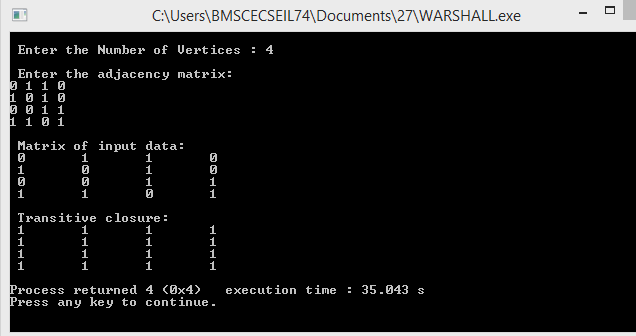 C:\Users\BMSCECSEIL74\Documents\27\WARSHALL.exe
Enter the Number of Vertices : 4
Enter the adjacency matrix:
0 1 1 0
1 0 1 0
0 0 1 1
1 1 0 1
Matrix of input data:
0 1 1 0
1 0 1 0
0 0 1 1
1 1 0 1
Transitive closure:
1 1 1 1
1 1 1 1
1 1 1 1
1 1 1 1
Process returned 4 (0x4) execution time : 35.043 s
Press any key to continue.